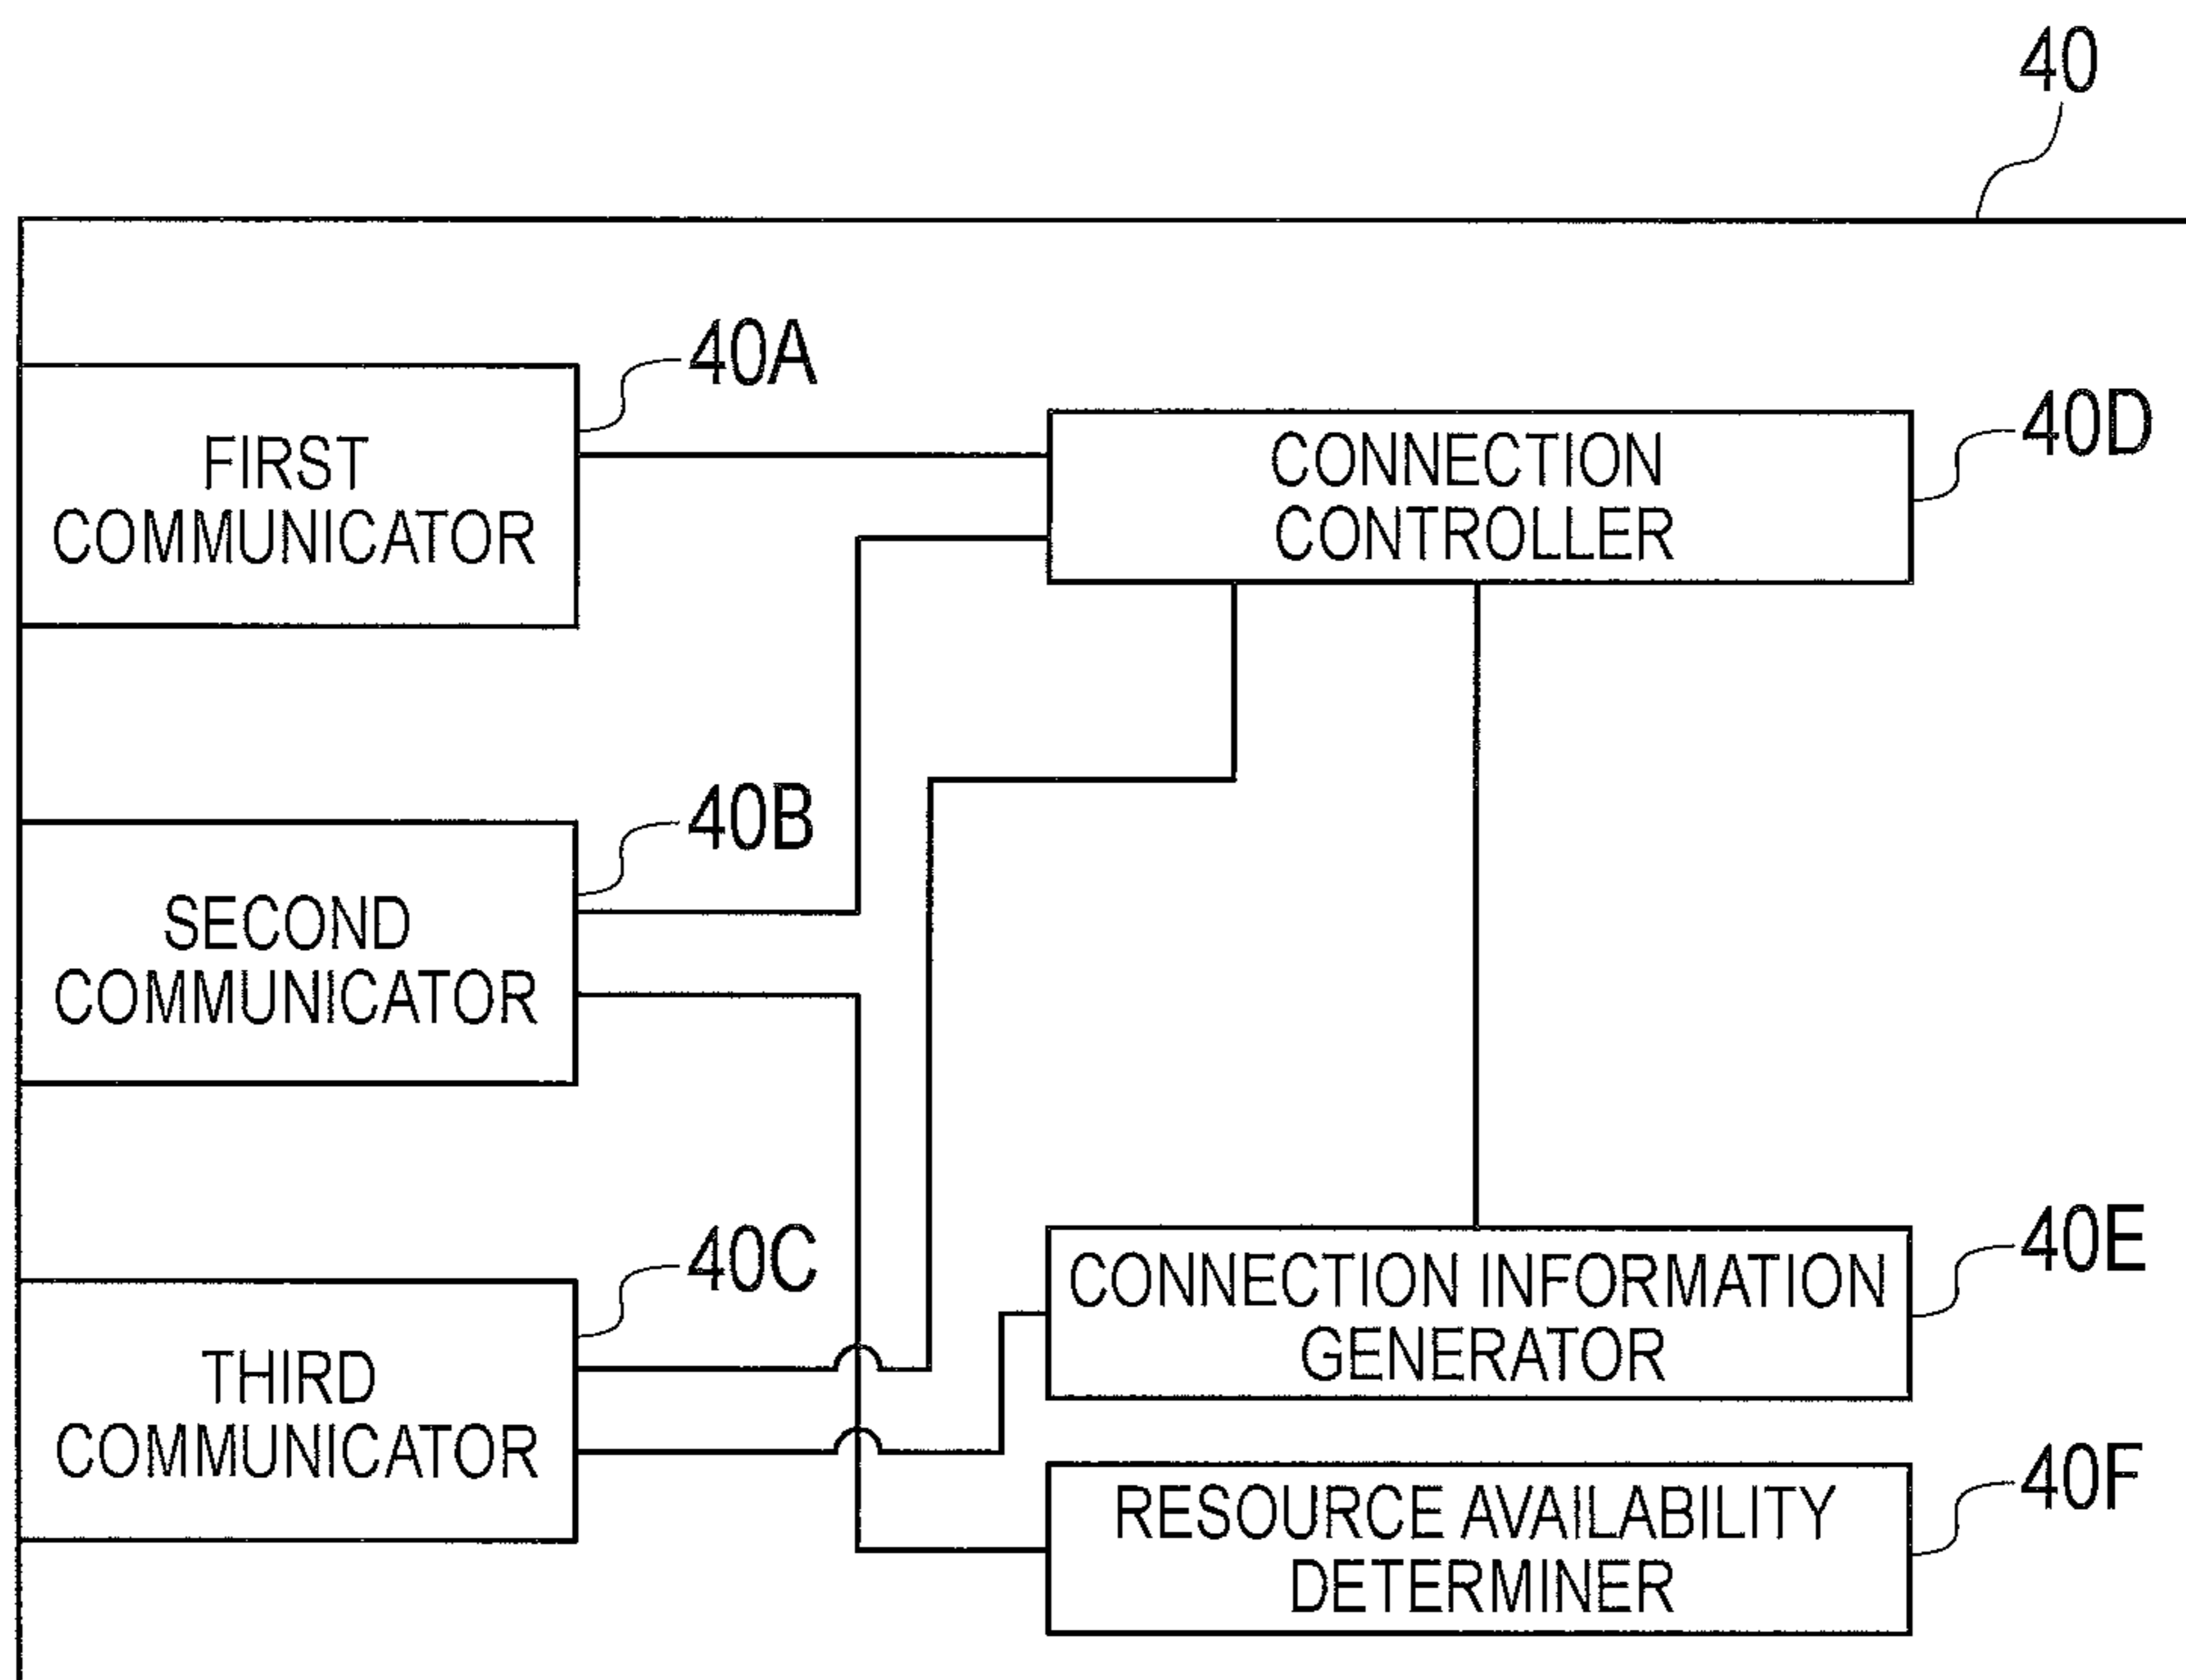 40
40A
FIRST
COMMUNICATOR
CONNECTION
CONTROLLER
40D
40B
SECOND
COMMUNICATOR
40C
THIRD
COMMUNICATOR
CONNECTION INFORMATION
GENERATOR
40E
RESOURCE AVAILABILITY
DETERMINER
40F